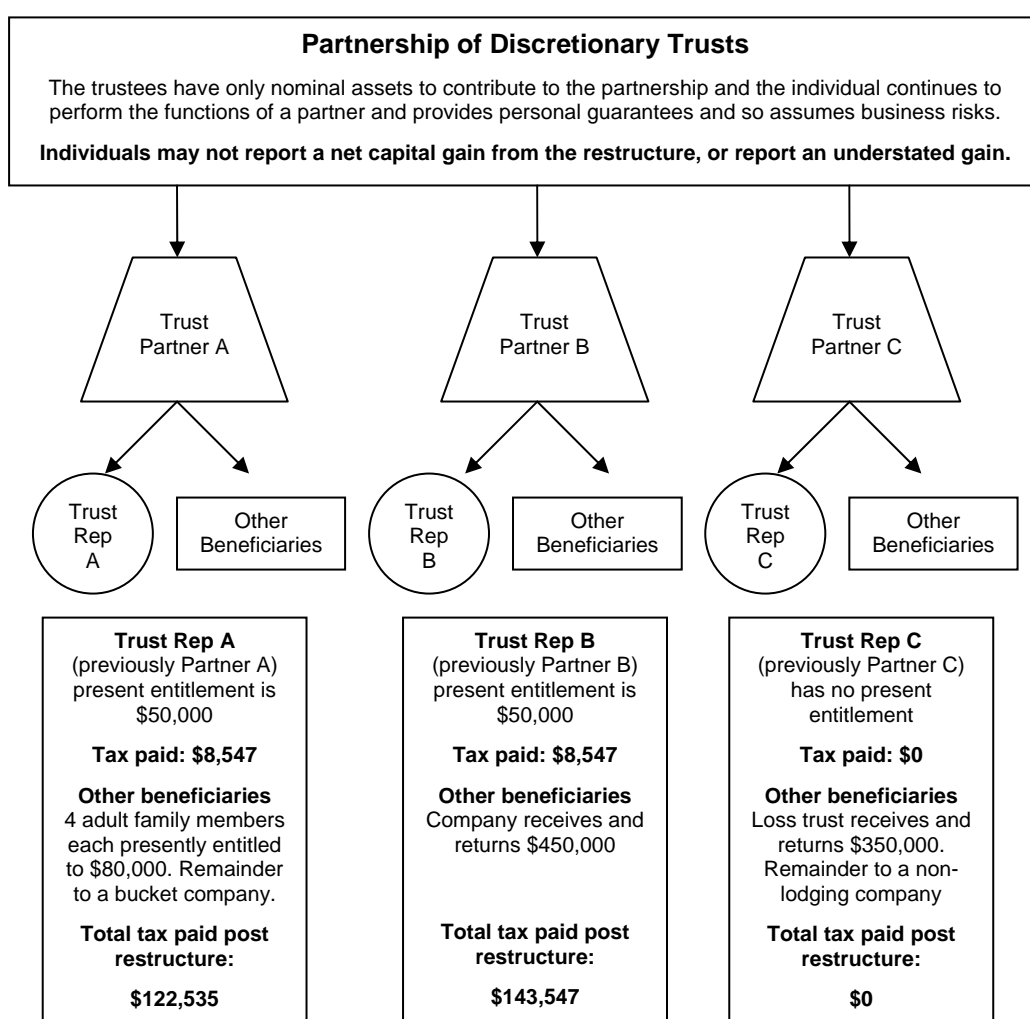 Partnership of Discretionary Trusts
The trustees have only nominal assets to contribute to the partnership and the individual continues to
perform the functions of a partner and provides personal guarantees and so assumes business risks.
Individuals may not report a net capital gain from the restructure, or report an understated gain.
Trust
Partner A
Trust
Partner B
Trust
Partner C
Trust
Rep
A
Other
Beneficiaries
Trust
Rep
B
Other
Beneficiaries
Trust
Rep
C
Other
Beneficiaries
Trust Rep A
(previously Partner A)
present entitlement is
$50,000
Tax paid: $8,547
Other beneficiaries
4 adult family members
each presently entitled
to $80,000. Remainder
to a bucket company.
Total tax paid post
restructure:
$122,535
Trust Rep B
(previously Partner B)
present entitlement is
$50,000
Tax paid: $8,547
Other beneficiaries
Company receives and
returns $450,000
Total tax paid post
restructure:
$143,547
Trust Rep C
(previously Partner C)
has no present
entitlement
Tax paid: $0
Other beneficiaries
Loss trust receives and
returns $350,000.
Remainder to a non-
lodging company
Total tax paid post
restructure:
$0